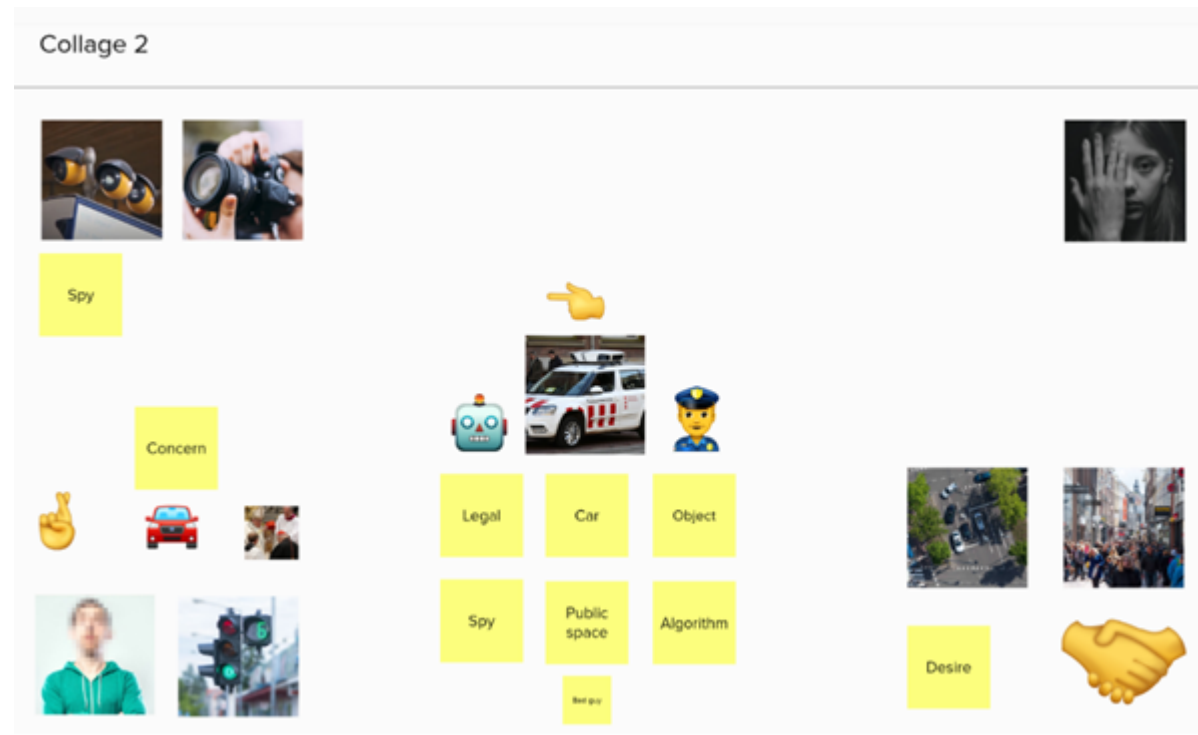 Collage 2
Spy
Concern
Legal
Car
Object
Spy
Public
space
Algorithm
Desire